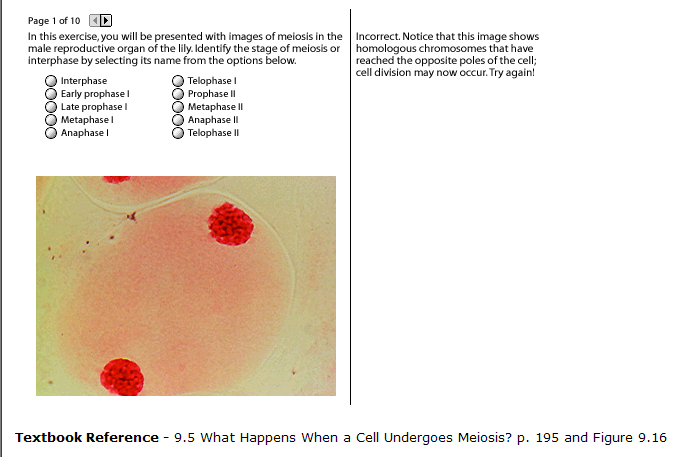 Page 1 of 10
In this exercise, you will be presented with images of meiosis in the
male reproductive organ of the lily. Identify the stage of meiosis or
interphase by selecting its name from the options below.
Interphase
Early prophase I
Late prophase I
Metaphase I
Anaphase I
Telophase I
Prophase II
Metaphase II
Anaphase II
Telophase II
Incorrect. Notice that this image shows
homologous chromosomes that have
reached the opposite poles of the cell;
cell division may now occur. Try again!
Textbook Reference - 9.5 What Happens When a Cell Undergoes Meiosis? p. 195 and Figure 9.16